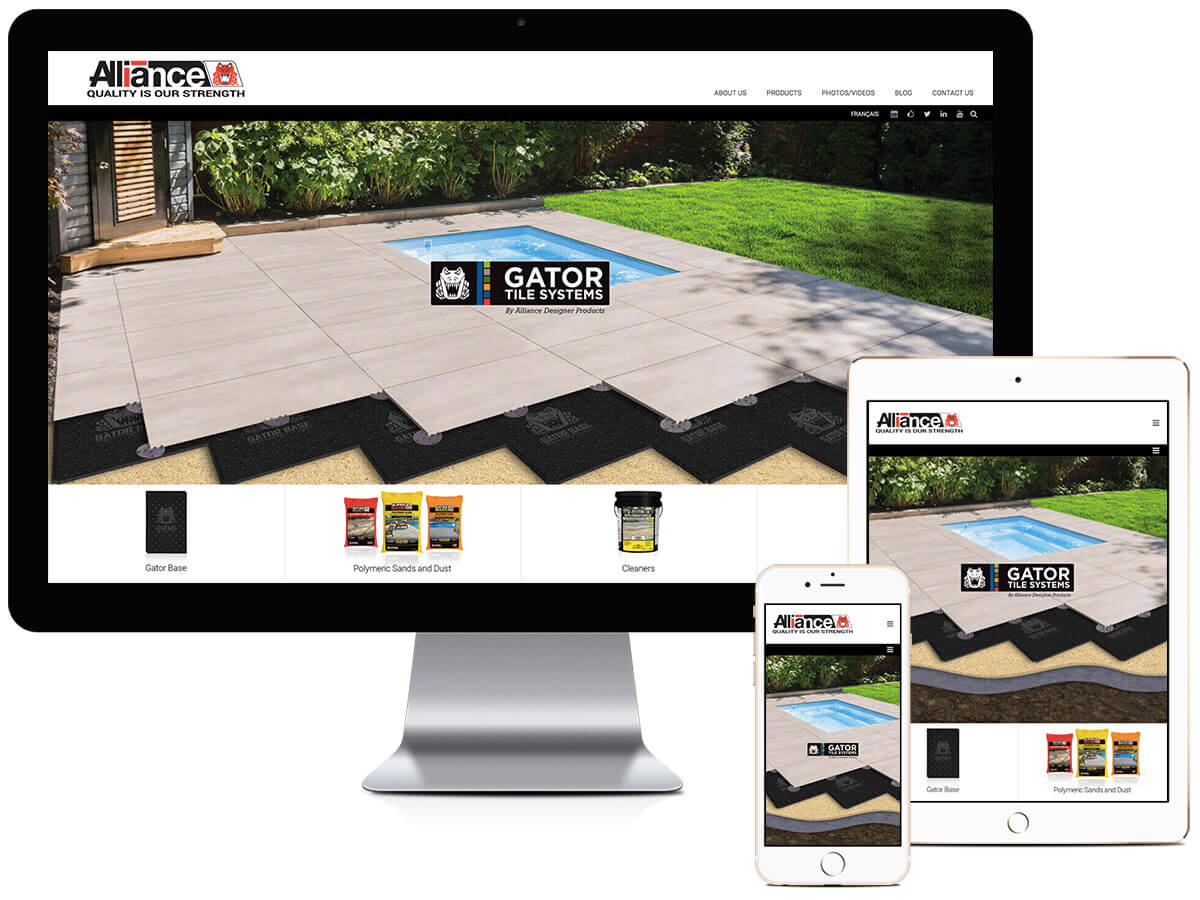 Alliance
QUALITY IS OUR STRENGTH
ABOUT US PRODUCTS PHOTOS/VIDEOS BLOG CONTACT US
FRANÇAIS
GATOR
TILE SYSTEMS
By Alliance Designer Products
GATOR BASE
GATOR BASE
Gator Base
Polymeric Sands and Dust
Cleaners
Alliance
QUALITY IS OUR STRENGTH
GATOR
TILE SYSTEMS
By Alliance Designer Products
Gator Base
Polymeric Sands and Dust
Alliance
QUALITY IS OUR STRENGTH
GATOR
TILE SYSTEMS